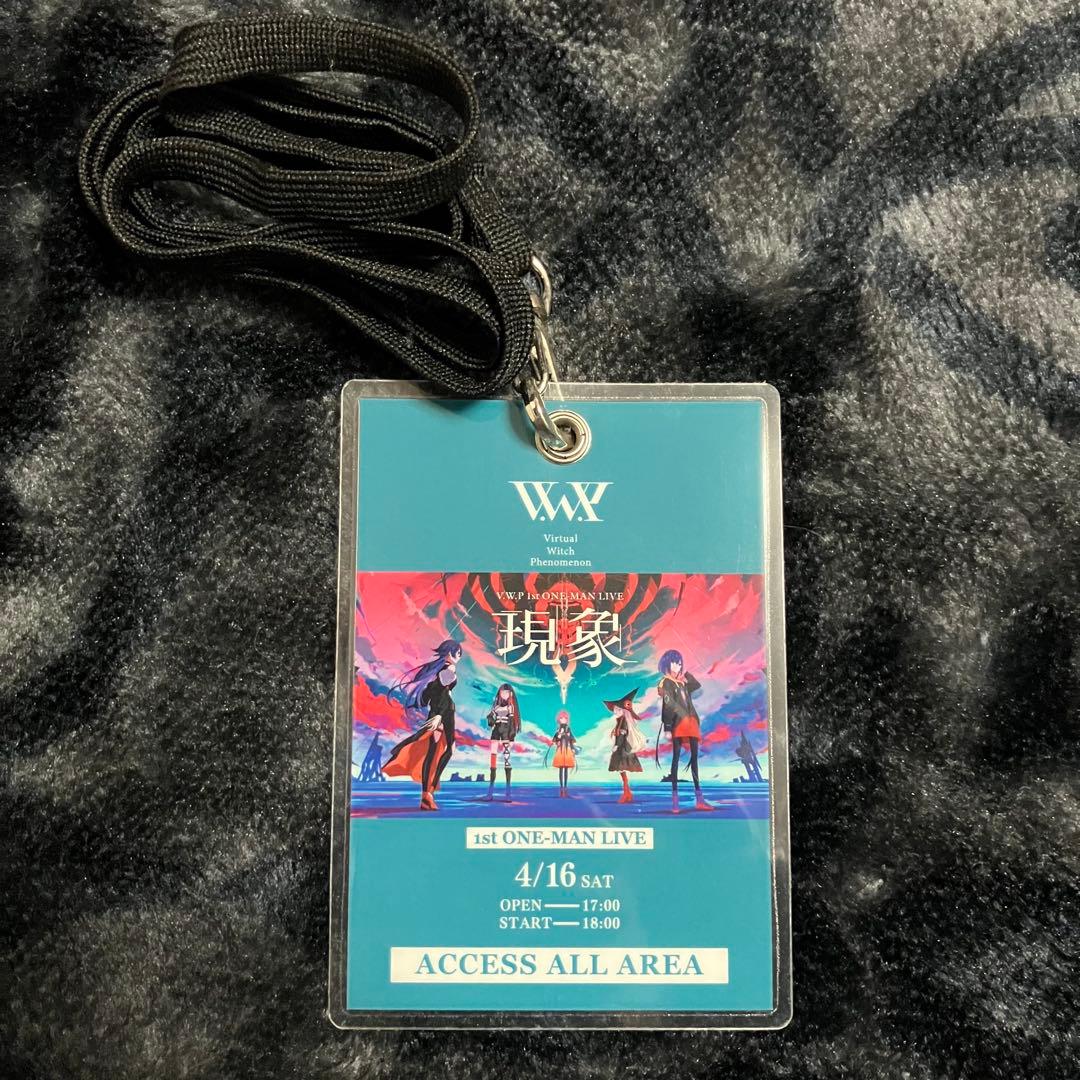 V.W.P
Virtual
Witch
Phenomenon
V.W.P 1st ONE-MAN LIVE
現象
1st ONE-MAN LIVE
4/16 SAT
OPEN—17:00
START—18:00
ACCESS ALL AREA